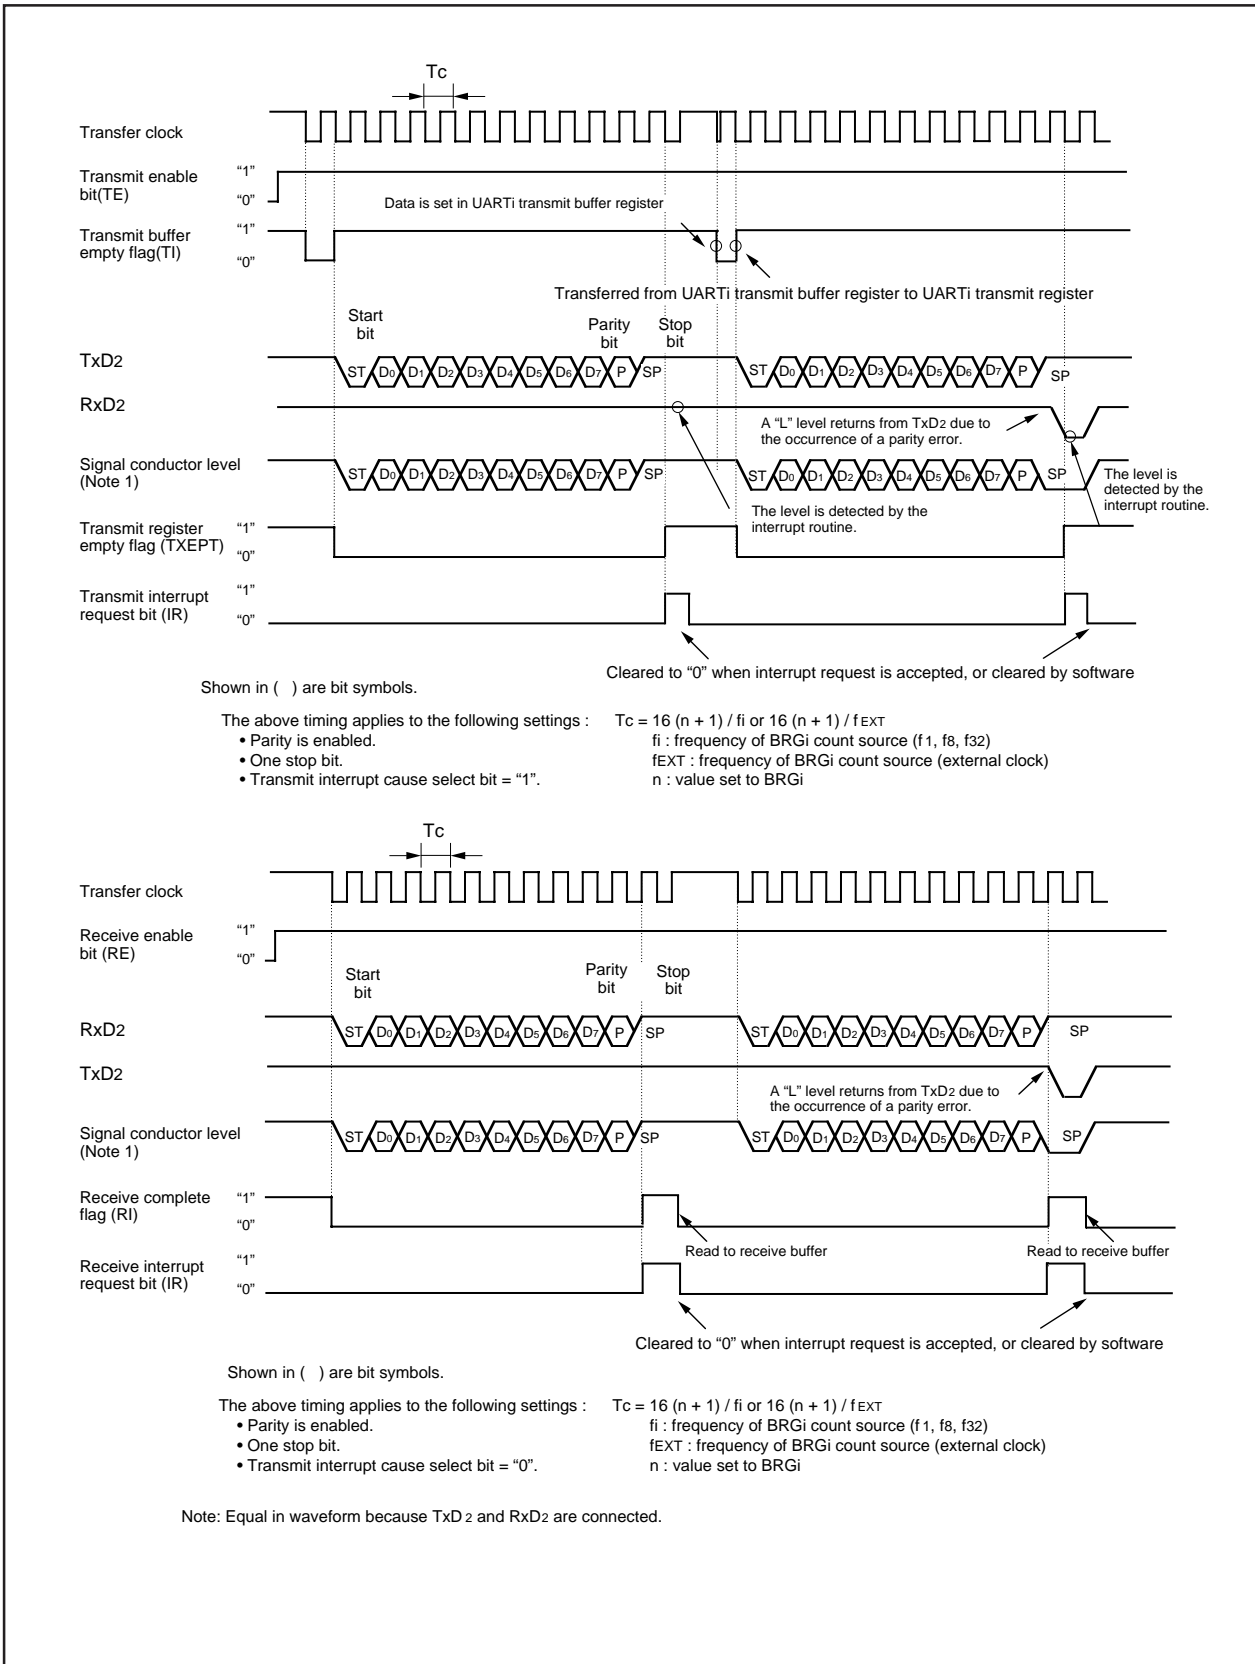 Tc
Transfer clock
Transmit enable
bit(TE)
“1”
“0”
Data is set in UARTi transmit buffer register
Transmit buffer
empty flag(TI)
“1”
“0”
Transferred from UARTi transmit buffer register to UARTi transmit register
Start
bit
Parity
bit
Stop
bit
TxD2
ST D0 D1 D2 D3 D4 D5 D6 D7 P SP
ST D0 D1 D2 D3 D4 D5 D6 D7 P SP
RxD2
A “L” level returns from TxD2 due to
the occurrence of a parity error.
Signal conductor level
(Note 1)
ST D0 D1 D2 D3 D4 D5 D6 D7 P SP
ST D0 D1 D2 D3 D4 D5 D6 D7 P SP
The level is
detected by the
interrupt routine.
The level is detected by the
interrupt routine.
Transmit register
empty flag (TXEPT)
“1”
“0”
Transmit interrupt
request bit (IR)
“1”
“0”
Cleared to “0” when interrupt request is accepted, or cleared by software
Shown in ( ) are bit symbols.
The above timing applies to the following settings :
• Parity is enabled.
• One stop bit.
• Transmit interrupt cause select bit = “1”.
Tc = 16 (n + 1) / fi or 16 (n + 1) / fEXT
fi : frequency of BRGi count source (f1, f8, f32)
fEXT : frequency of BRGi count source (external clock)
n : value set to BRGi
Tc
Transfer clock
Receive enable
bit (RE)
“1”
“0”
Start
bit
Parity
bit
Stop
bit
RxD2
ST D0 D1 D2 D3 D4 D5 D6 D7 P SP
ST D0 D1 D2 D3 D4 D5 D6 D7 P SP
TxD2
A “L” level returns from TxD2 due to
the occurrence of a parity error.
Signal conductor level
(Note 1)
ST D0 D1 D2 D3 D4 D5 D6 D7 P SP
ST D0 D1 D2 D3 D4 D5 D6 D7 P SP
Receive complete
flag (RI)
“1”
“0”
Read to receive buffer
Read to receive buffer
Receive interrupt
request bit (IR)
“1”
“0”
Cleared to “0” when interrupt request is accepted, or cleared by software
Shown in ( ) are bit symbols.
The above timing applies to the following settings :
• Parity is enabled.
• One stop bit.
• Transmit interrupt cause select bit = “0”.
Tc = 16 (n + 1) / fi or 16 (n + 1) / fEXT
fi : frequency of BRGi count source (f1, f8, f32)
fEXT : frequency of BRGi count source (external clock)
n : value set to BRGi
Note: Equal in waveform because TxD2 and RxD2 are connected.